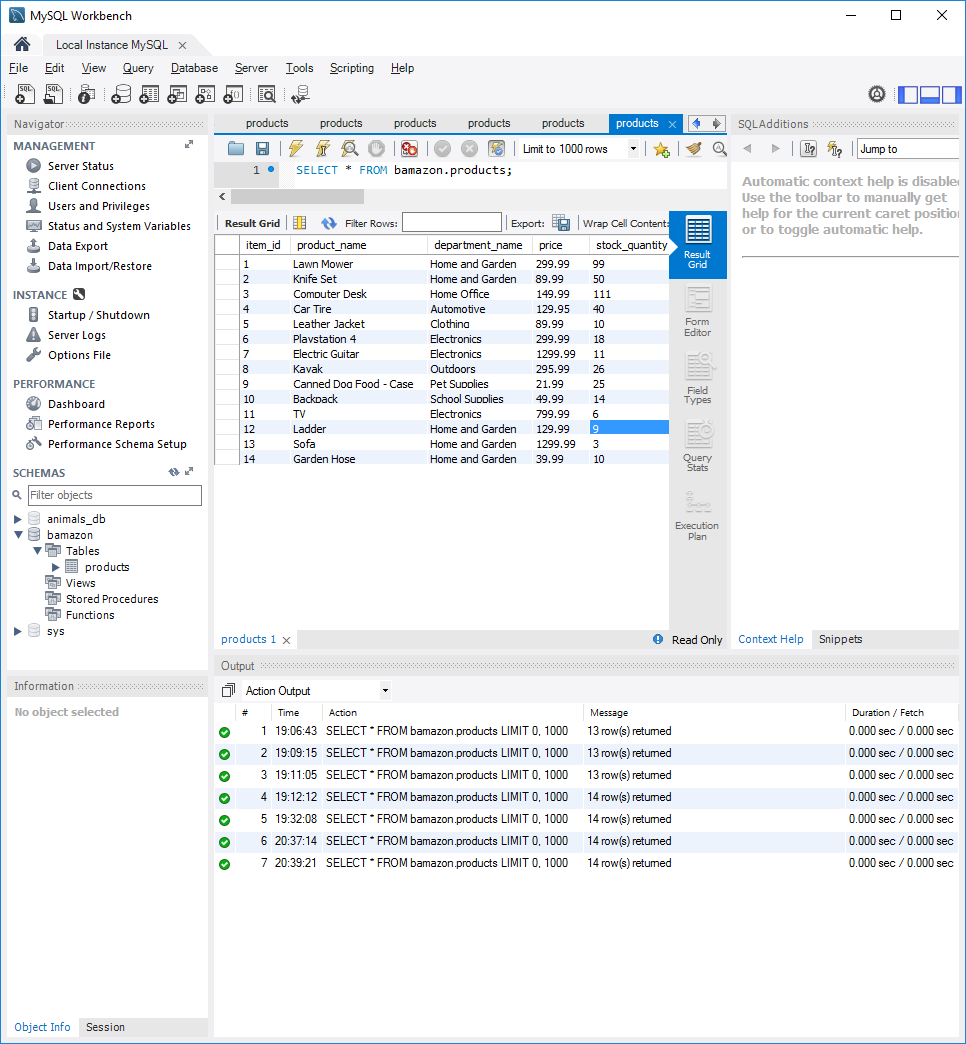 MySQL Workbench
Local Instance MySQL
File Edit View Query Database Server Tools Scripting Help
Navigator
MANAGEMENT
Server Status
Client Connections
Users and Privileges
Status and System Variables
Data Export
Data Import/Restore
INSTANCE
Startup / Shutdown
Server Logs
Options File
PERFORMANCE
Dashboard
Performance Reports
Performance Schema Setup
SCHEMAS
Filter objects
animals_db
bamazon
Tables
products
Views
Stored Procedures
Functions
sys
Information
No object selected
Object Info Session
products products products products products products
Limit to 1000 rows
1 SELECT * FROM bamazon.products;
Result Grid Filter Rows: Export: Wrap Cell Content:
item_id product_name department_name price stock_quantity
1 Lawn Mower Home and Garden 299.99 99
2 Knife Set Home and Garden 89.99 50
3 Computer Desk Home Office 149.99 111
4 Car Tire Automotive 129.95 40
5 Leather Jacket Clothing 89.99 10
6 Playstation 4 Electronics 299.99 18
7 Electric Guitar Electronics 1299.99 11
8 Kayak Outdoors 295.99 26
9 Canned Dog Food - Case Pet Supplies 21.99 25
10 Backpack School Supplies 49.99 14
11 TV Electronics 799.99 6
12 Ladder Home and Garden 129.99 9
13 Sofa Home and Garden 1299.99 3
14 Garden Hose Home and Garden 39.99 10
Result
Grid
Form
Editor
Field
Types
Query
Stats
Execution
Plan
products 1 Read Only
SQLAdditions
Jump to
Automatic context help is disabled
Use the toolbar to manually get
help for the current caret position
or to toggle automatic help.
Context Help Snippets
Output
Action Output
# Time Action Message Duration / Fetch
1 19:06:43 SELECT * FROM bamazon.products LIMIT 0, 1000 13 row(s) returned 0.000 sec / 0.000 sec
2 19:09:15 SELECT * FROM bamazon.products LIMIT 0, 1000 13 row(s) returned 0.000 sec / 0.000 sec
3 19:11:05 SELECT * FROM bamazon.products LIMIT 0, 1000 13 row(s) returned 0.000 sec / 0.000 sec
4 19:12:12 SELECT * FROM bamazon.products LIMIT 0, 1000 14 row(s) returned 0.000 sec / 0.000 sec
5 19:32:08 SELECT * FROM bamazon.products LIMIT 0, 1000 14 row(s) returned 0.000 sec / 0.000 sec
6 20:37:14 SELECT * FROM bamazon.products LIMIT 0, 1000 14 row(s) returned 0.000 sec / 0.000 sec
7 20:39:21 SELECT * FROM bamazon.products LIMIT 0, 1000 14 row(s) returned 0.000 sec / 0.000 sec